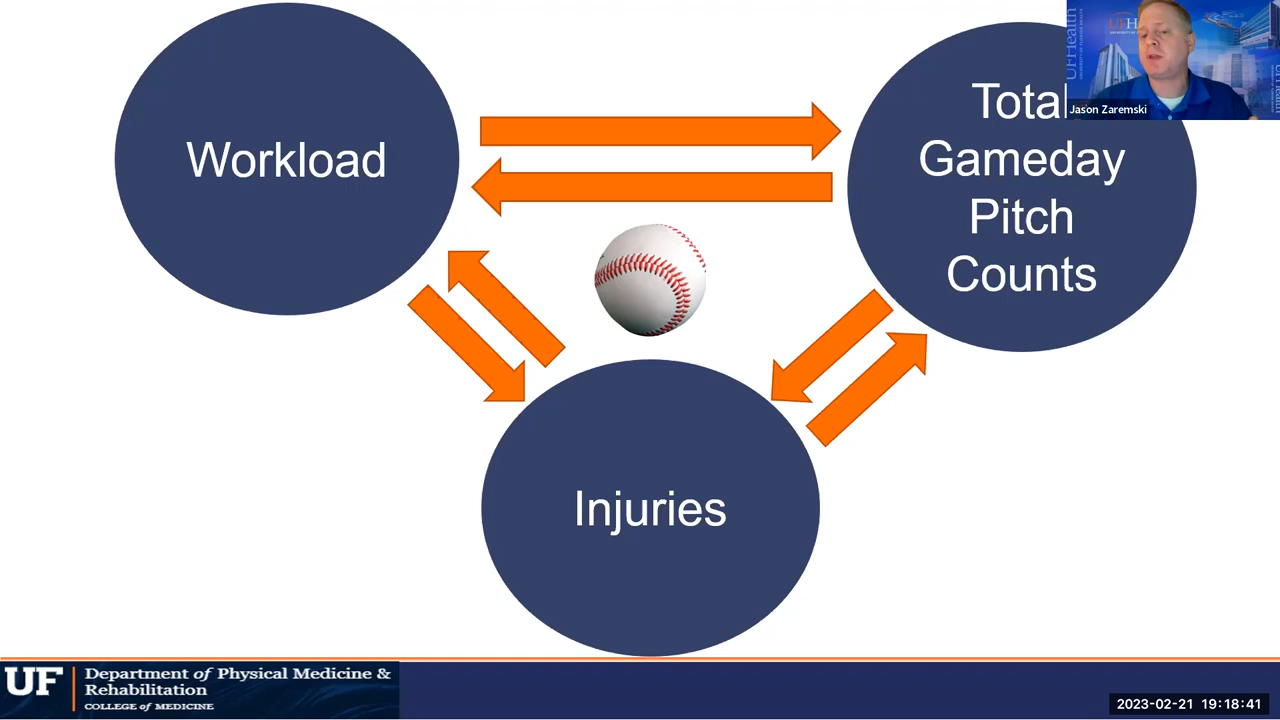 Workload
Total
Gameday
Pitch
Counts
Injuries
Jason Zaremski
UFHealth
UF
Department of Physical Medicine &
Rehabilitation
COLLEGE of MEDICINE
2023-02-21 19:18:41